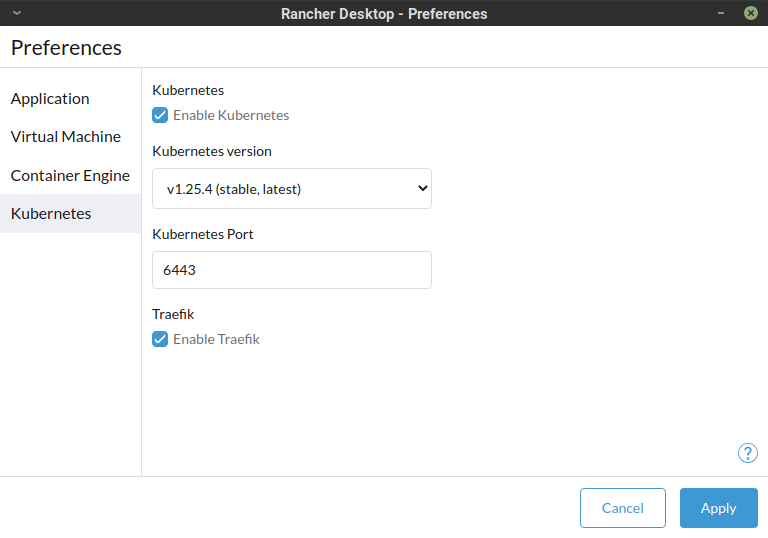 Rancher Desktop - Preferences
Preferences
Application
Virtual Machine
Container Engine
Kubernetes
Kubernetes
Enable Kubernetes
Kubernetes version
v1.25.4 (stable, latest)
Kubernetes Port
6443
Traefik
Enable Traefik
?
Cancel
Apply